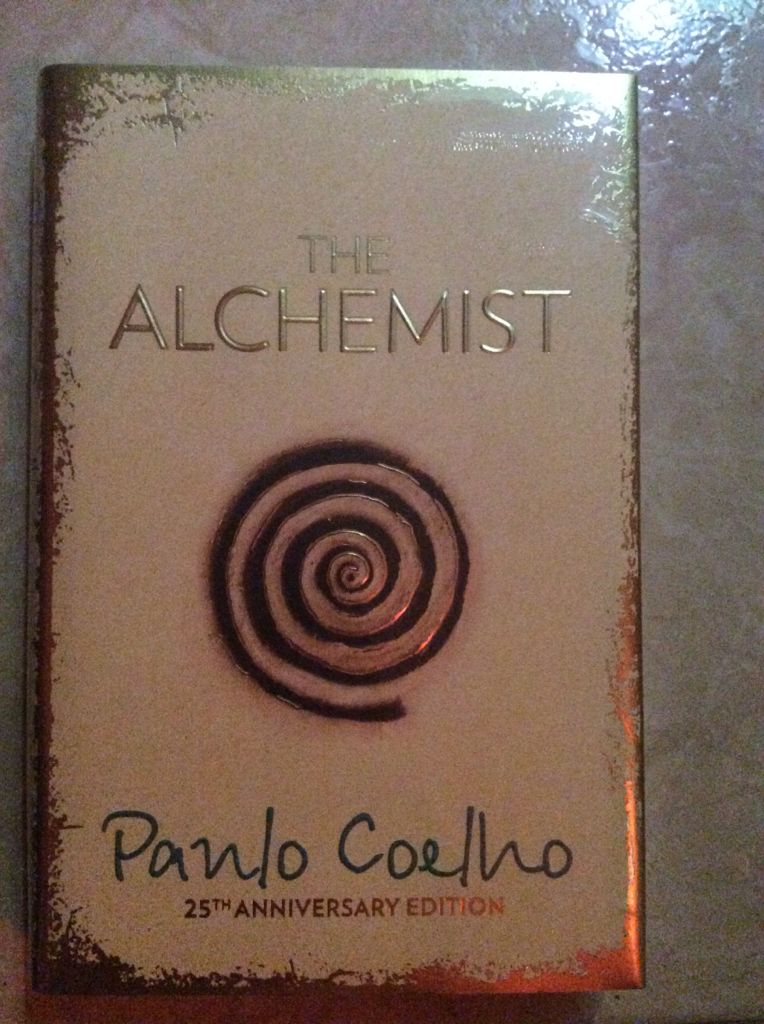 THE
ALCHEMIST
Paulo Coelho
25TH ANNIVERSARY EDITION